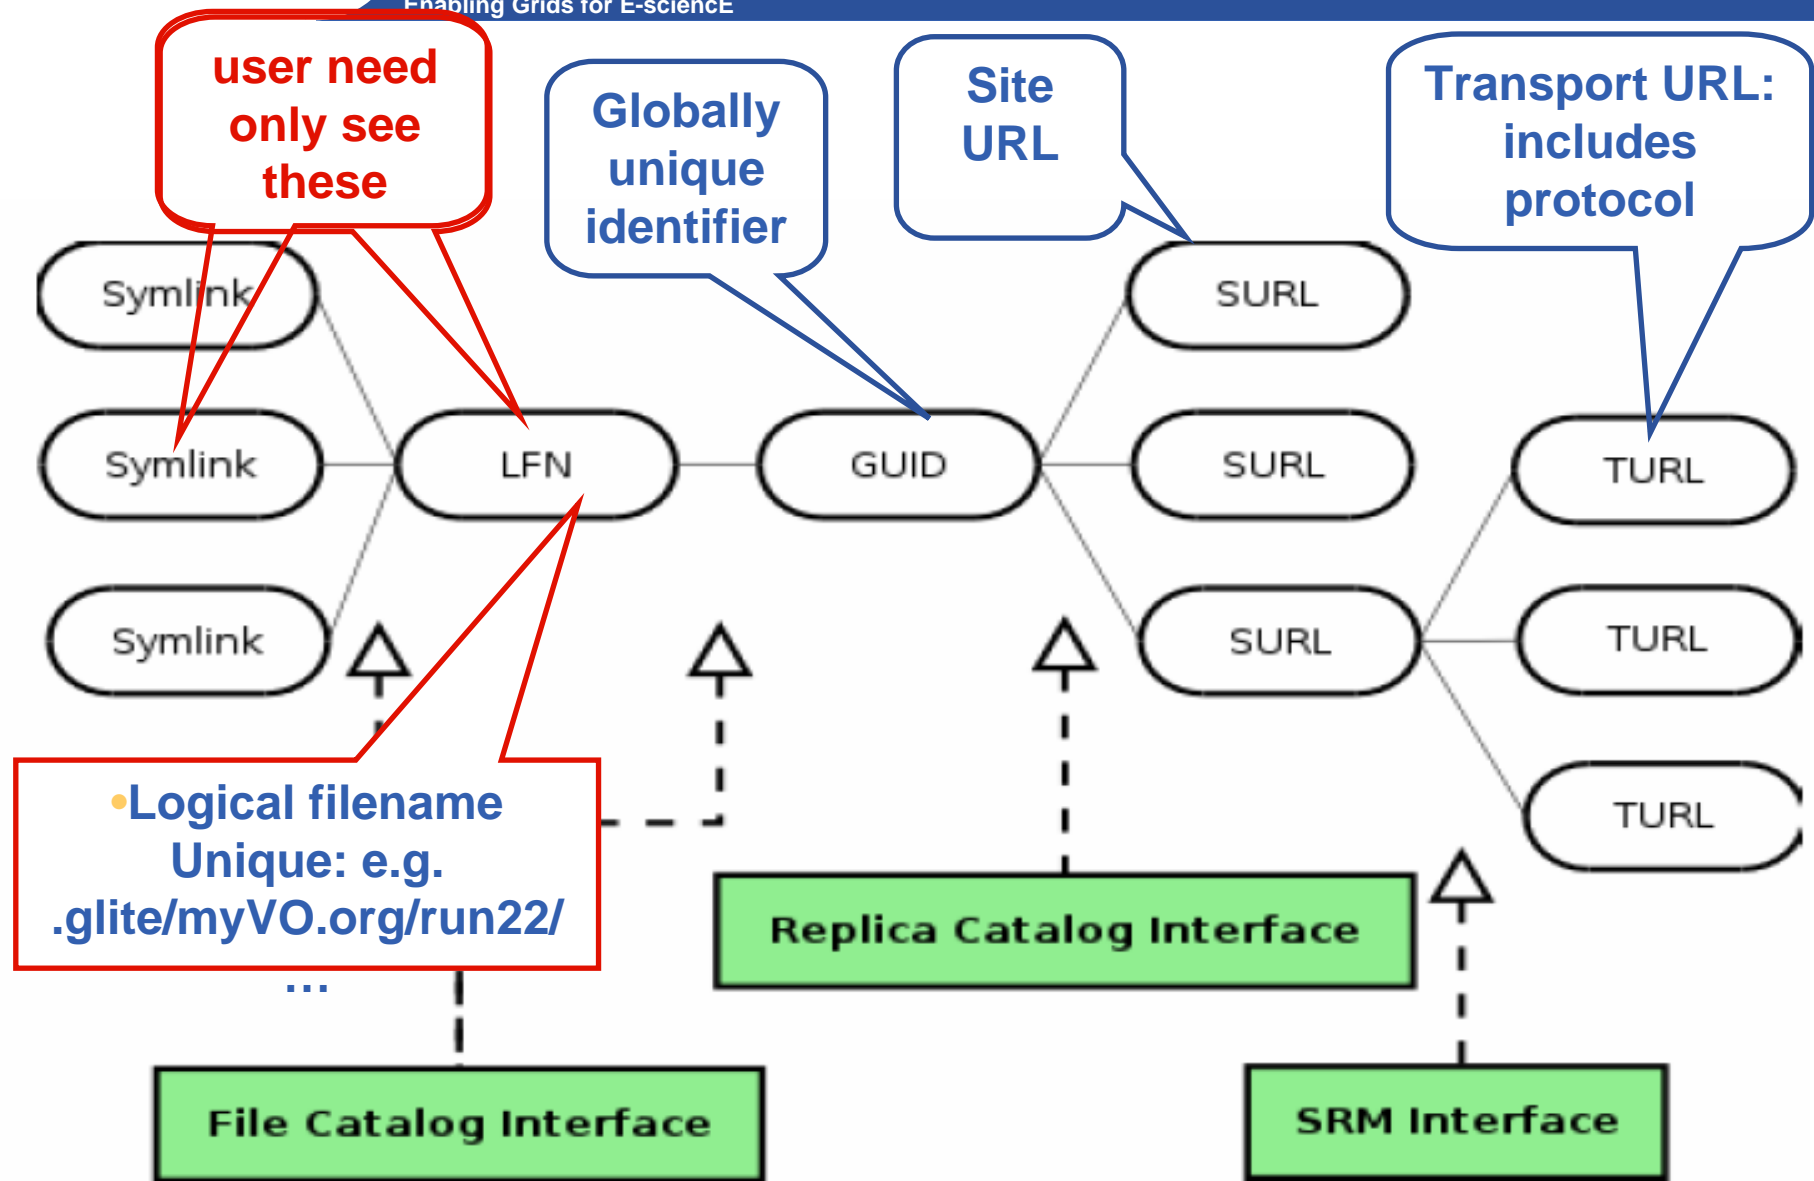 Enabling Grids for E-sciencE
user need
only see
these
Globally
unique
identifier
Site
URL
Transport URL:
includes
protocol
Symlink
SURL
Symlink
LFN
GUID
SURL
TURL
Symlink
SURL
TURL
TURL
•Logical filename
Unique: e.g.
.glite/myVO.org/run22/
…
Replica Catalog Interface
File Catalog Interface
SRM Interface